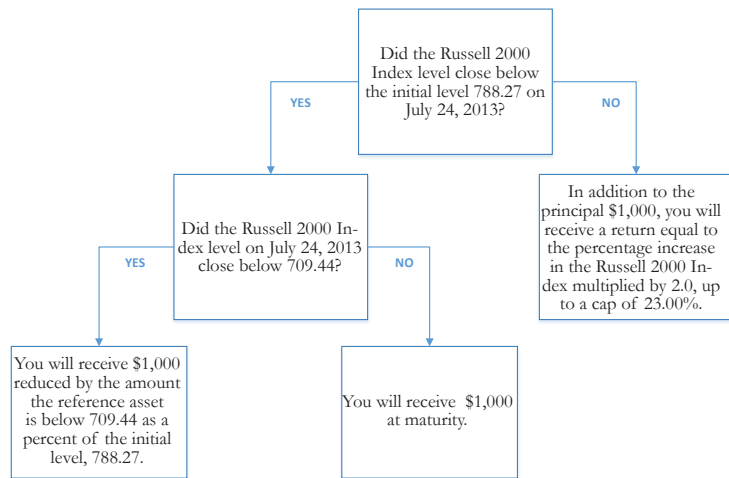 Did the Russell 2000
Index level close below
the initial level 788.27 on
July 24, 2013?
YES
NO
Did the Russell 2000 In-
dex level on July 24, 2013
close below 709.44?
In addition to the
principal $1,000, you will
receive a return equal to
the percentage increase
in the Russell 2000 In-
dex multiplied by 2.0, up
to a cap of 23.00%.
YES
NO
You will receive $1,000
reduced by the amount
the reference asset
is below 709.44 as a
percent of the initial
level, 788.27.
You will receive $1,000
at maturity.